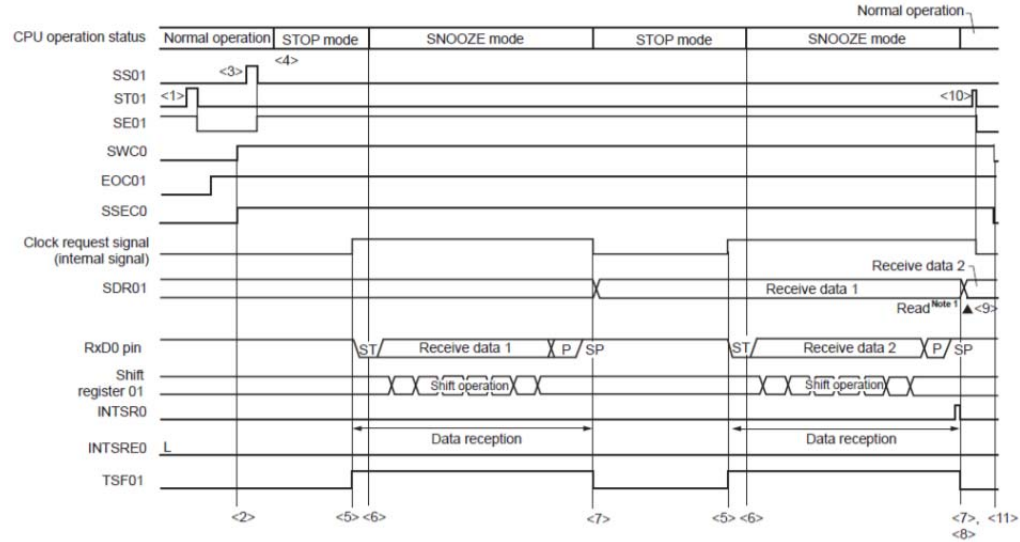 Normal operation
CPU operation status Normal operation STOP mode SNOOZE mode STOP mode SNOOZE mode
<4>
SS01 <3>
ST01 <1> <10>
SE01
SWC0
EOC01
SSEC0
Clock request signal
(internal signal)
Receive data 2
SDR01 Receive data 1
Read Note 1 ▲<9>
RxD0 pin ST Receive data 1 P SP ST Receive data 2 P SP
Shift
register 01 Shift operation Shift operation
INTSR0
Data reception Data reception
INTSRE0 L
TSF01
<2> <5> <6> <7> <5> <6> <7>, <11>
<8>